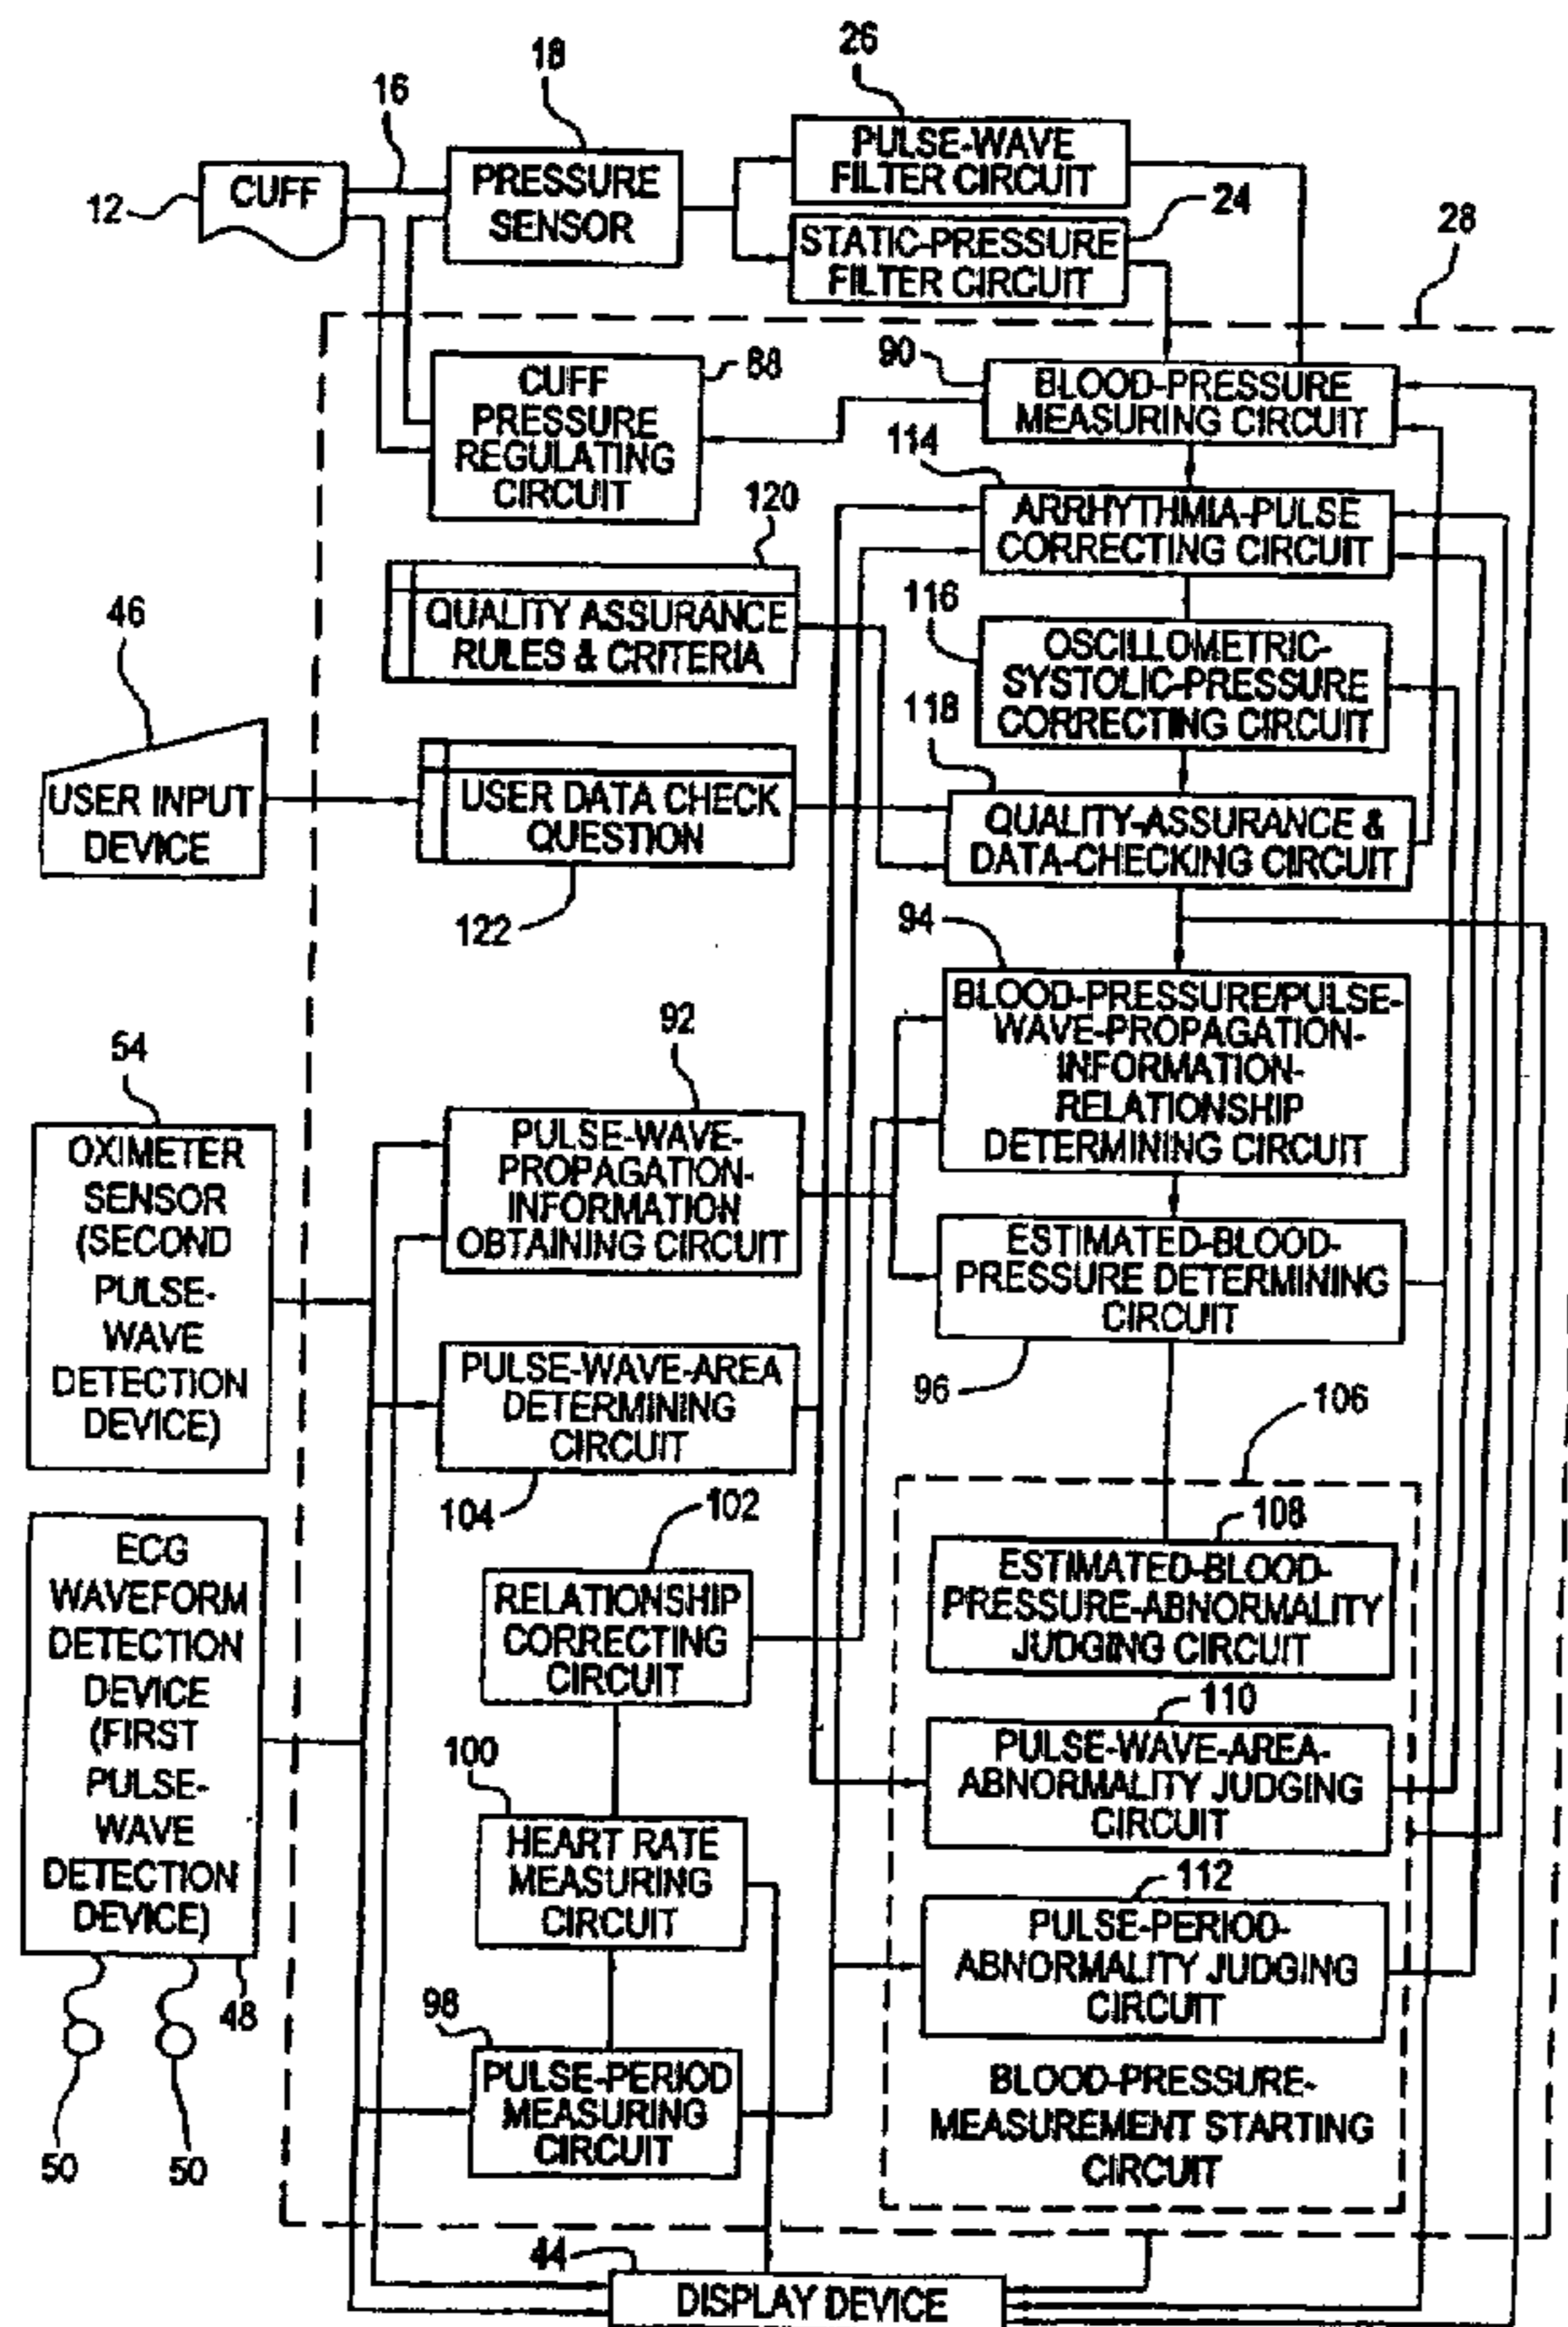 26
18
16
PULSE-WAVE
FILTER CIRCUIT
12
CUFF
PRESSURE
SENSOR
24
STATIC-PRESSURE
FILTER CIRCUIT
28
88
CUFF
PRESSURE
REGULATING
CIRCUIT
90
BLOOD-PRESSURE
MEASURING CIRCUIT
114
ARRHYTHMIA-PULSE
CORRECTING CIRCUIT
120
QUALITY ASSURANCE
RULES & CRITERIA
116
OSCILLOMETRIC-
SYSTOLIC-PRESSURE
CORRECTING CIRCUIT
46
USER INPUT
DEVICE
USER DATA CHECK
QUESTION
122
118
QUALITY-ASSURANCE &
DATA-CHECKING CIRCUIT
94
BLOOD-PRESSURE/PULSE-
WAVE-PROPAGATION-
INFORMATION-
RELATIONSHIP
DETERMINING CIRCUIT
54
OXIMETER
SENSOR
(SECOND
PULSE-
WAVE
DETECTION
DEVICE)
92
PULSE-WAVE-
PROPAGATION-
INFORMATION
OBTAINING CIRCUIT
ESTIMATED-BLOOD-
PRESSURE DETERMINING
CIRCUIT
96
PULSE-WAVE-AREA
DETERMINING
CIRCUIT
104
106
108
ESTIMATED-BLOOD-
PRESSURE-ABNORMALITY
JUDGING CIRCUIT
ECG
WAVEFORM
DETECTION
DEVICE
(FIRST
PULSE-
WAVE
DETECTION
DEVICE)
48
50
50
102
RELATIONSHIP
CORRECTING
CIRCUIT
110
PULSE-WAVE-AREA-
ABNORMALITY JUDGING
CIRCUIT
100
HEART RATE
MEASURING
CIRCUIT
112
PULSE-PERIOD-
ABNORMALITY JUDGING
CIRCUIT
98
PULSE-PERIOD
MEASURING
CIRCUIT
BLOOD-PRESSURE-
MEASUREMENT STARTING
CIRCUIT
44
DISPLAY DEVICE